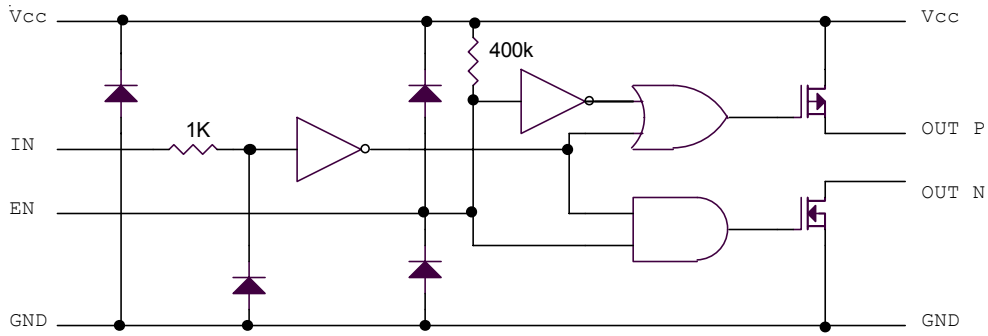 Vcc
Vcc
400k
1K
IN
OUT P
EN
OUT N
GND
GND